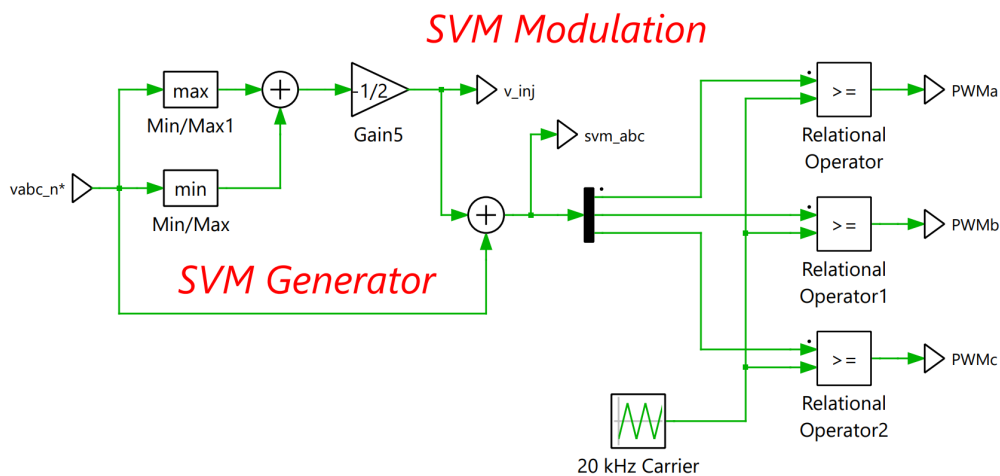 SVM Modulation
max
Min/Max1
-1/2
Gain5
v_inj
svm_abc
>=
Relational
Operator
PWMa
vabc_n*
min
Min/Max
SVM Generator
>=
Relational
Operator1
PWMb
>=
Relational
Operator2
PWMc
20 kHz Carrier